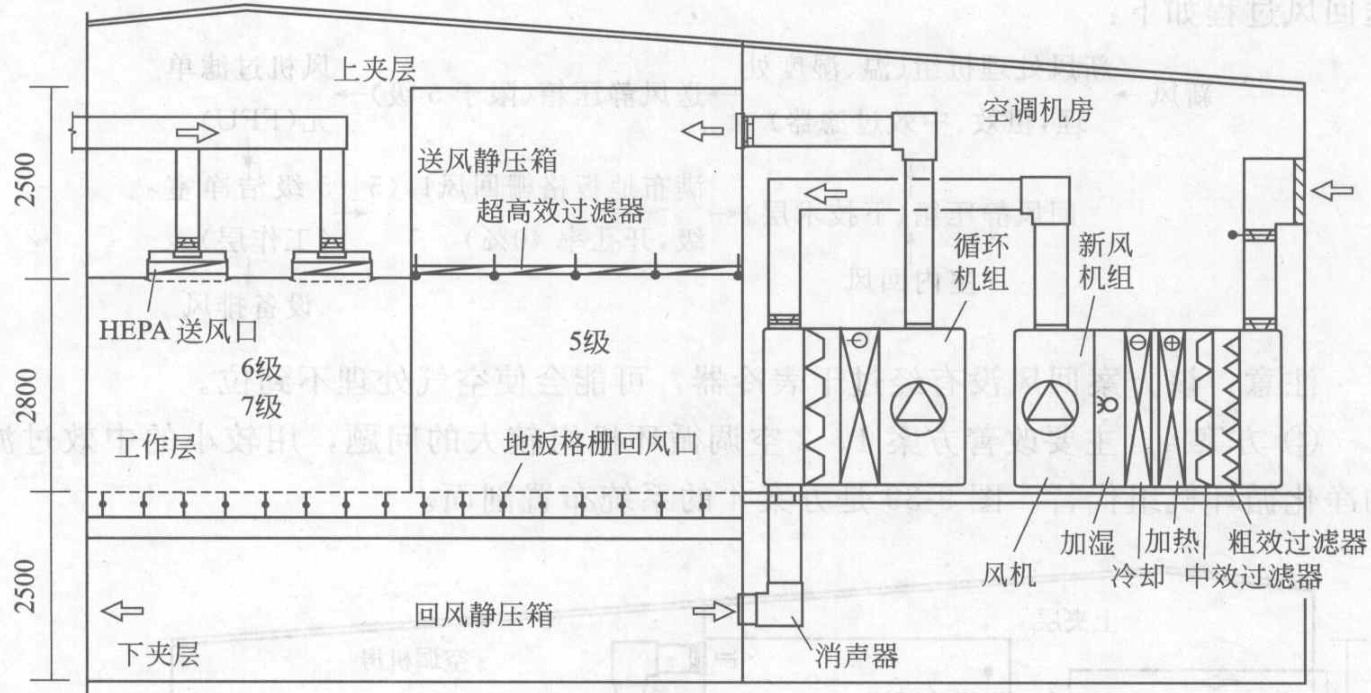 上夹层
空调机房
2500
送风静压箱
超高效过滤器
循环
机组
新风
机组
HEPA 送风口
6级
7级
5级
2800
工作层
地板格栅回风口
加湿
加热
粗效过滤器
风机
冷却
中效过滤器
2500
回风静压箱
下夹层
消声器